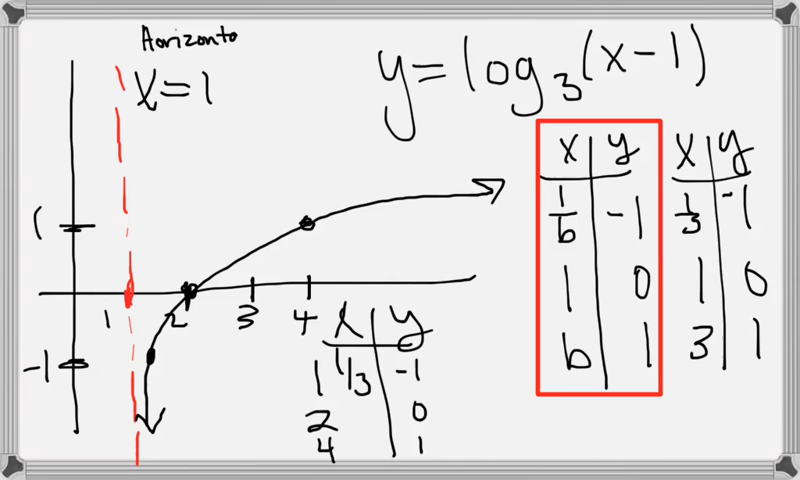 Horizonto
x=1
y=log₃(x-1)
x | y
1/b | -1
1 | 0
b | 1
x | y
1/3 | -1
1 | 0
3 | 1
1
-1
1 2 3 4
x | y
1 1/3 | -1
2 | 0
4 | 1